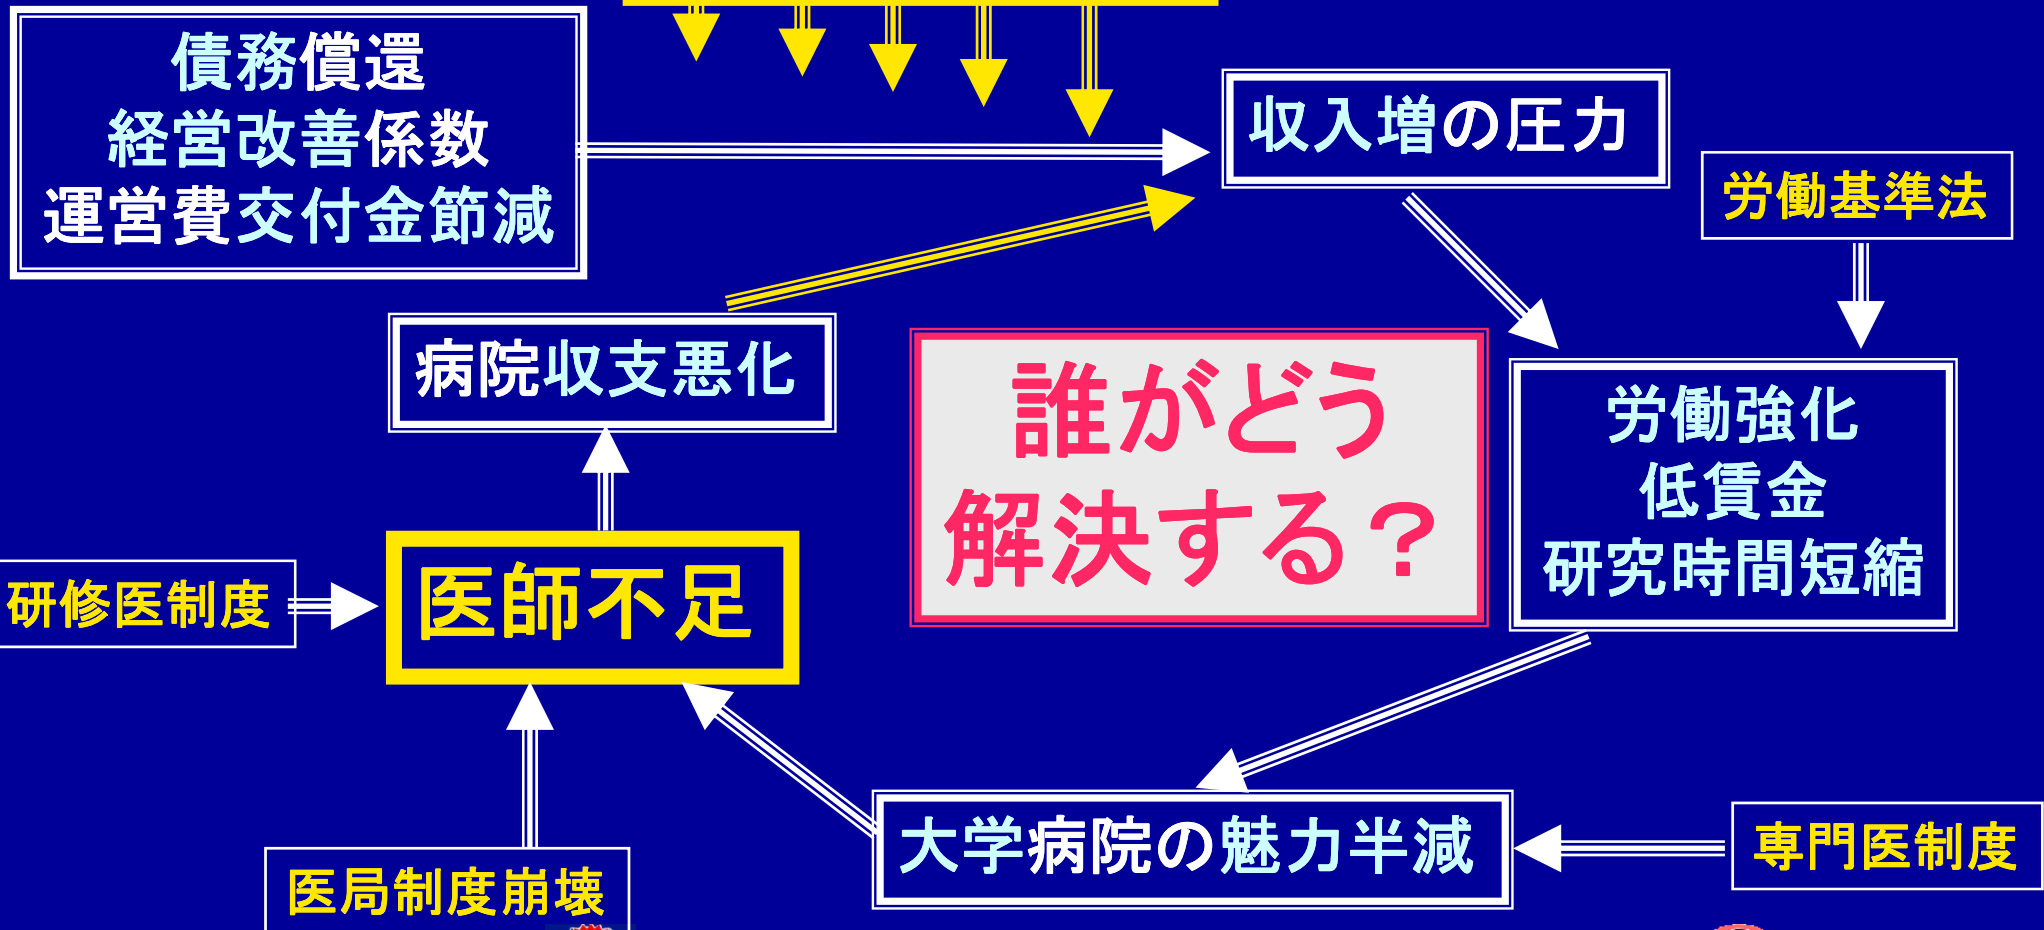 債務償還
経営改善係数
運営費交付金節減
収入増の圧力
労働基準法
病院収支悪化
誰がどう
解決する？
労働強化
低賃金
研究時間短縮
研修医制度
医師不足
大学病院の魅力半減
専門医制度
医局制度崩壊